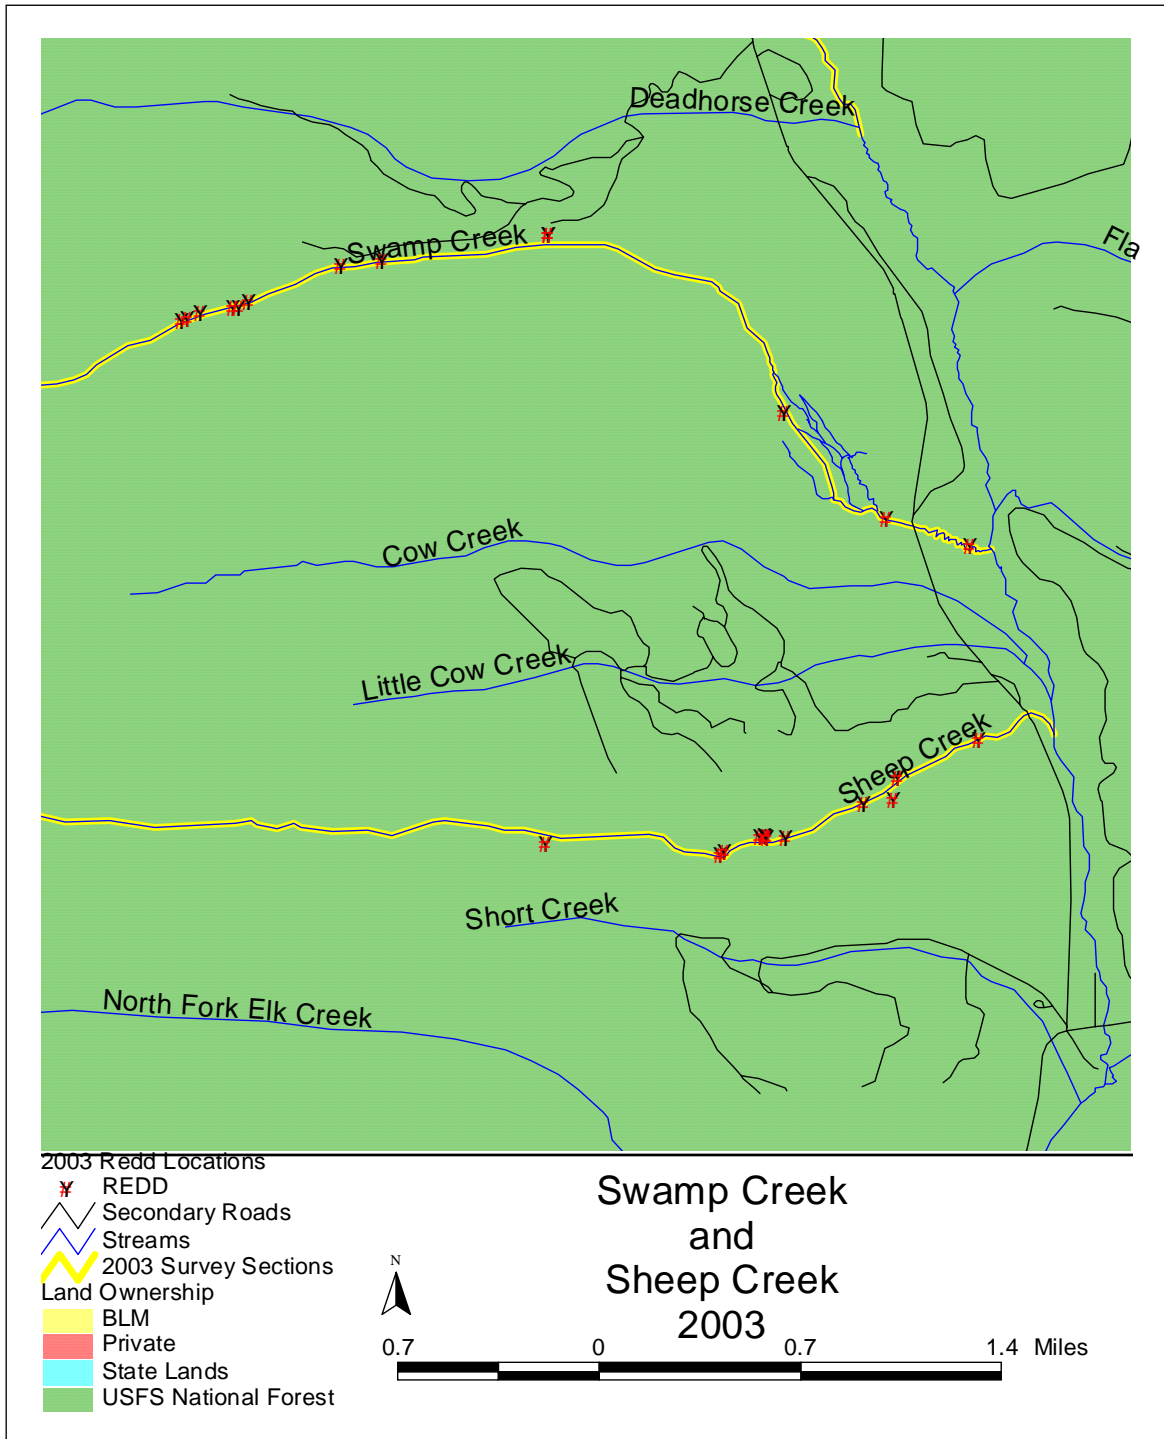 Deadhorse Creek
Fla
Swamp Creek
Cow Creek
Little Cow Creek
Sheep Creek
Short Creek
North Fork Elk Creek
2003 Redd Locations
REDD
Secondary Roads
Streams
2003 Survey Sections
Land Ownership
BLM
Private
State Lands
USFS National Forest
N
Swamp Creek
and
Sheep Creek
2003
0.7 0 0.7 1.4 Miles